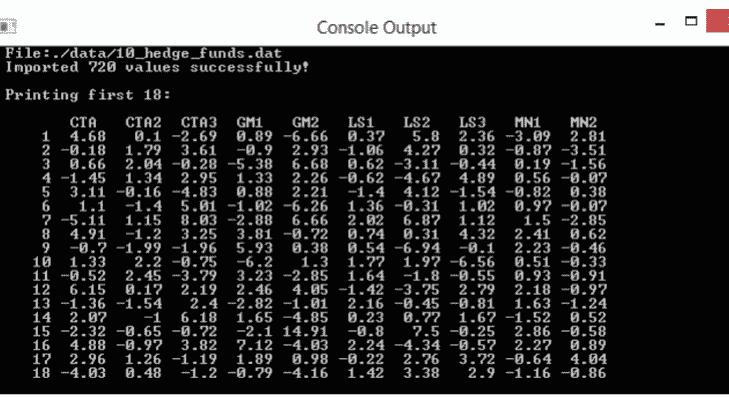 Console Output
File:./data/10_hedge_funds.dat
Imported 720 values successfully!
Printing first 18:
CTA CTA2 CTA3 GM1 GM2 LS1 LS2 LS3 MN1 MN2
1 4.68 0.1 -2.69 0.89 -6.66 0.37 5.8 2.36 -3.09 2.81
2 -0.18 1.79 3.61 -0.9 2.93 -1.06 4.27 0.32 -0.87 -3.51
3 0.66 2.04 -0.28 -5.38 6.68 0.62 -3.11 -0.44 0.19 -1.56
4 -1.45 1.34 2.95 1.33 2.26 -0.62 -4.67 4.89 0.56 -0.07
5 3.11 -0.16 -4.83 0.88 2.21 -1.4 4.12 -1.54 -0.82 0.38
6 1.1 -1.4 5.01 -1.02 -6.26 1.36 -0.31 1.02 0.97 -0.07
7 -5.11 1.15 8.03 -2.88 6.66 2.02 6.87 1.12 1.5 -2.85
8 4.91 -1.2 3.25 3.81 -0.72 0.74 0.31 4.32 2.41 0.62
9 -0.7 -1.99 -1.96 5.93 0.38 0.54 -6.94 -0.1 2.23 -0.46
10 1.33 2.2 -0.75 -6.2 1.3 1.77 1.97 -6.56 0.51 -0.33
11 -0.52 2.45 -3.79 3.23 -2.85 1.64 -1.8 -0.55 0.93 -0.91
12 6.15 0.17 2.19 2.46 4.05 -1.42 -3.75 2.79 2.18 -0.97
13 -1.36 -1.54 2.4 -2.82 -1.01 2.16 -0.45 -0.81 1.63 -1.24
14 2.07 -1 6.18 1.65 -4.85 0.23 0.77 1.67 -1.52 0.52
15 -2.32 -0.65 -0.72 -2.1 14.91 -0.8 7.5 -0.25 2.86 -0.58
16 4.88 -0.97 3.82 7.12 -4.03 2.24 -4.34 -0.57 2.27 0.89
17 2.96 1.26 -1.19 1.89 0.98 -0.22 2.76 3.72 -0.64 4.04
18 -4.03 0.48 -1.2 -0.79 -4.16 1.42 3.38 2.9 -1.16 -0.86